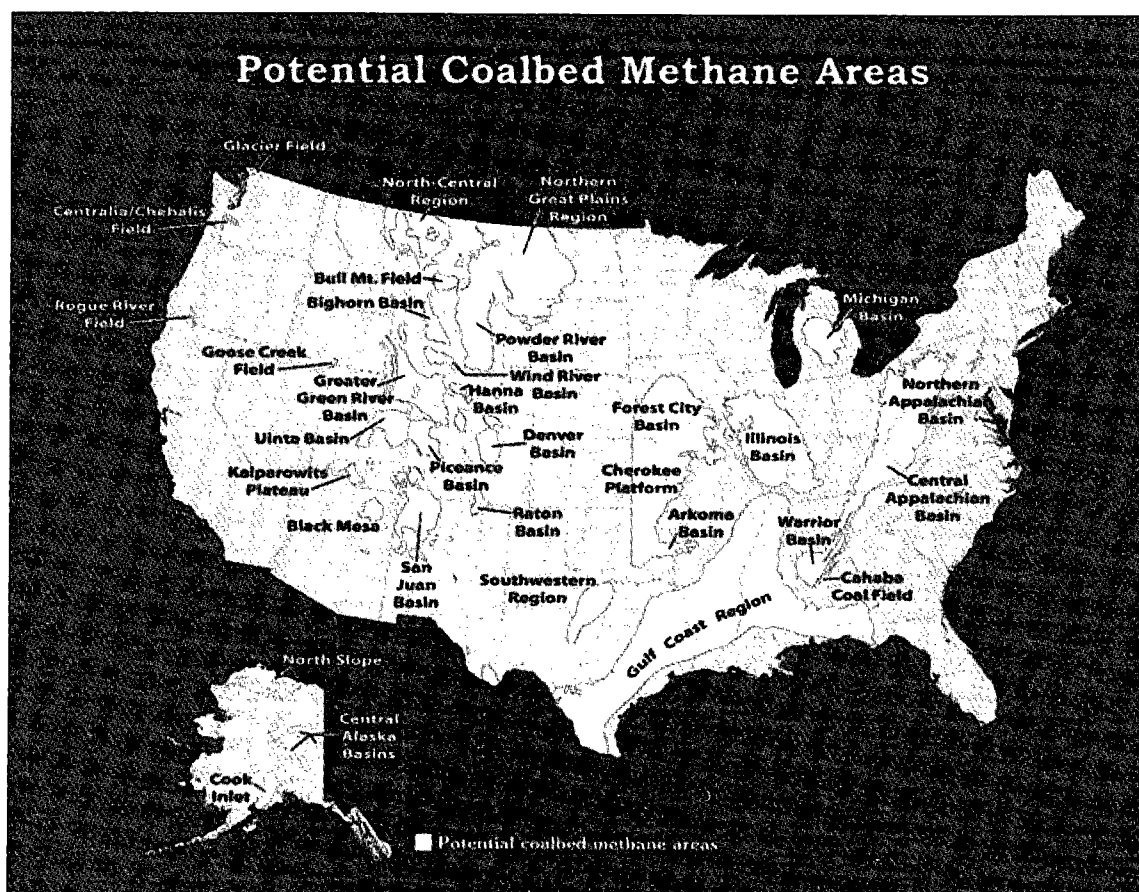 Potential Coalbed Methane Areas
Glacier Field
North-Central
Region
Northern
Great Plains
Region
Centralia/Chehalis
Field
Bull Mt. Field
Bighorn Basin
Rogue River
Field
Michigan
Basin
Powder River
Basin
Goose Creek
Field
Wind River
Basin
Greater
Green River
Basin
Hanna
Basin
Northern
Appalachian
Basin
Forest City
Basin
Uinta Basin
Denver
Basin
Illinois
Basin
Piceance
Basin
Kaiparowits
Plateau
Cherokee
Platform
Central
Appalachian
Basin
Black Mesa
Raton
Basin
Arkoma
Basin
Warrior
Basin
San
Juan
Basin
Southwestern
Region
Cahaba
Coal Field
Gulf Coast Region
North Slope
Central
Alaska
Basins
Cook
Inlet
Potential coalbed methane areas